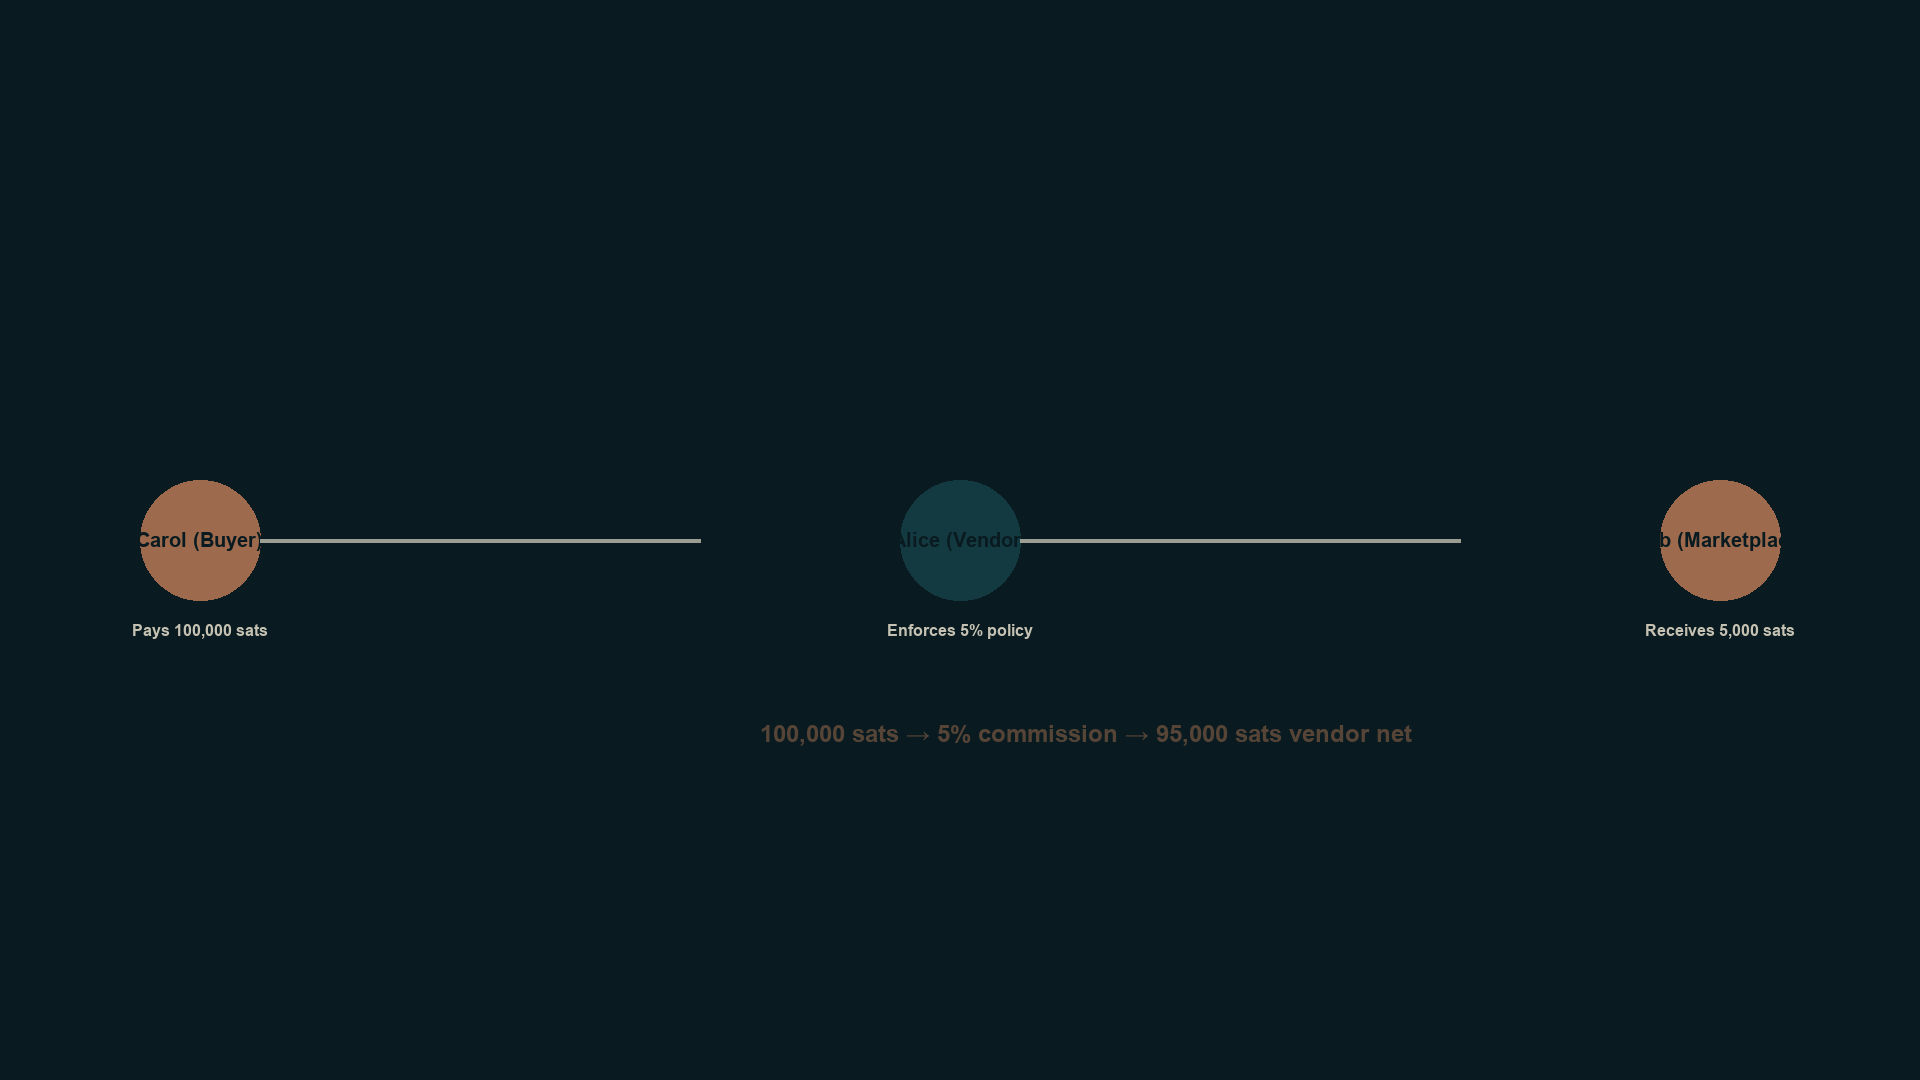 Carol (Buyer)
Alice (Vendor
b (Marketplac
Pays 100,000 sats
Enforces 5% policy
Receives 5,000 sats
100,000 sats → 5% commission → 95,000 sats vendor net